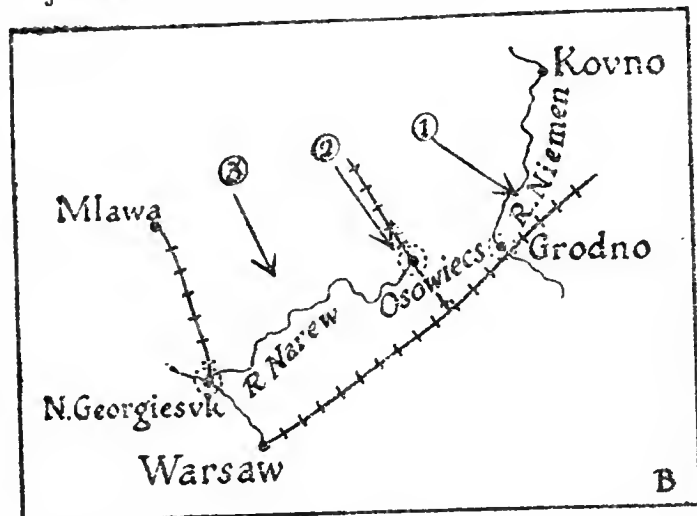 Kovno
①
②
③
R. Niemen
Mlawa
Grodno
Osowiecs
R. Narew
N. Georgiesvk
Warsaw
B